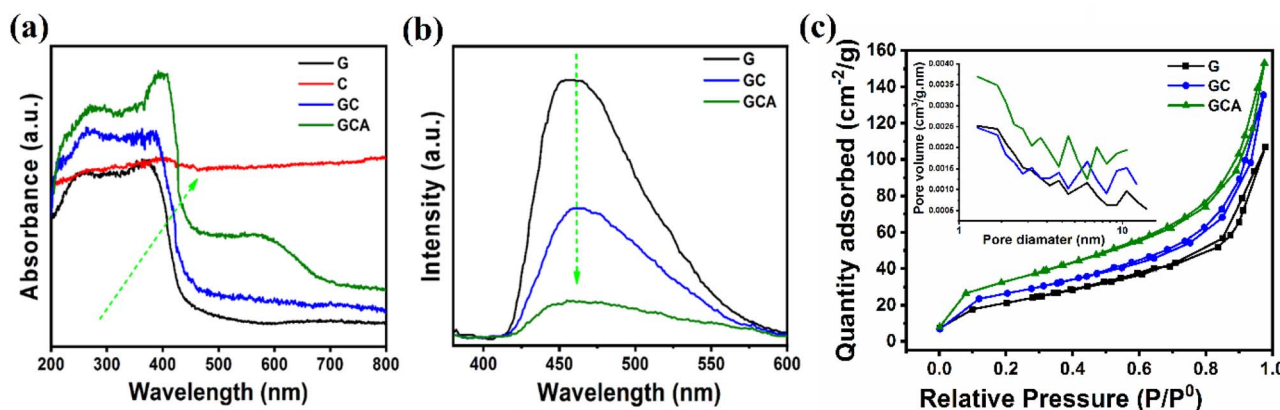 (a)
G
C
GC
GCA
Absorbance (a.u.)
200 300 400 500 600 700 800
Wavelength (nm)
(b)
G
GC
GCA
Intensity (a.u.)
400 450 500 550 600
Wavelength (nm)
(c)
G
GC
GCA
Quantity adsorbed (cm⁻²/g)
160
140
120
100
80
60
40
20
0
0.0 0.2 0.4 0.6 0.8 1.0
Relative Pressure (P/P⁰)
Pore volume (cm³/g.nm)
0.0040
0.0035
0.0030
0.0025
0.0020
0.0015
0.0010
0.0005
1 10
Pore diamater (nm)